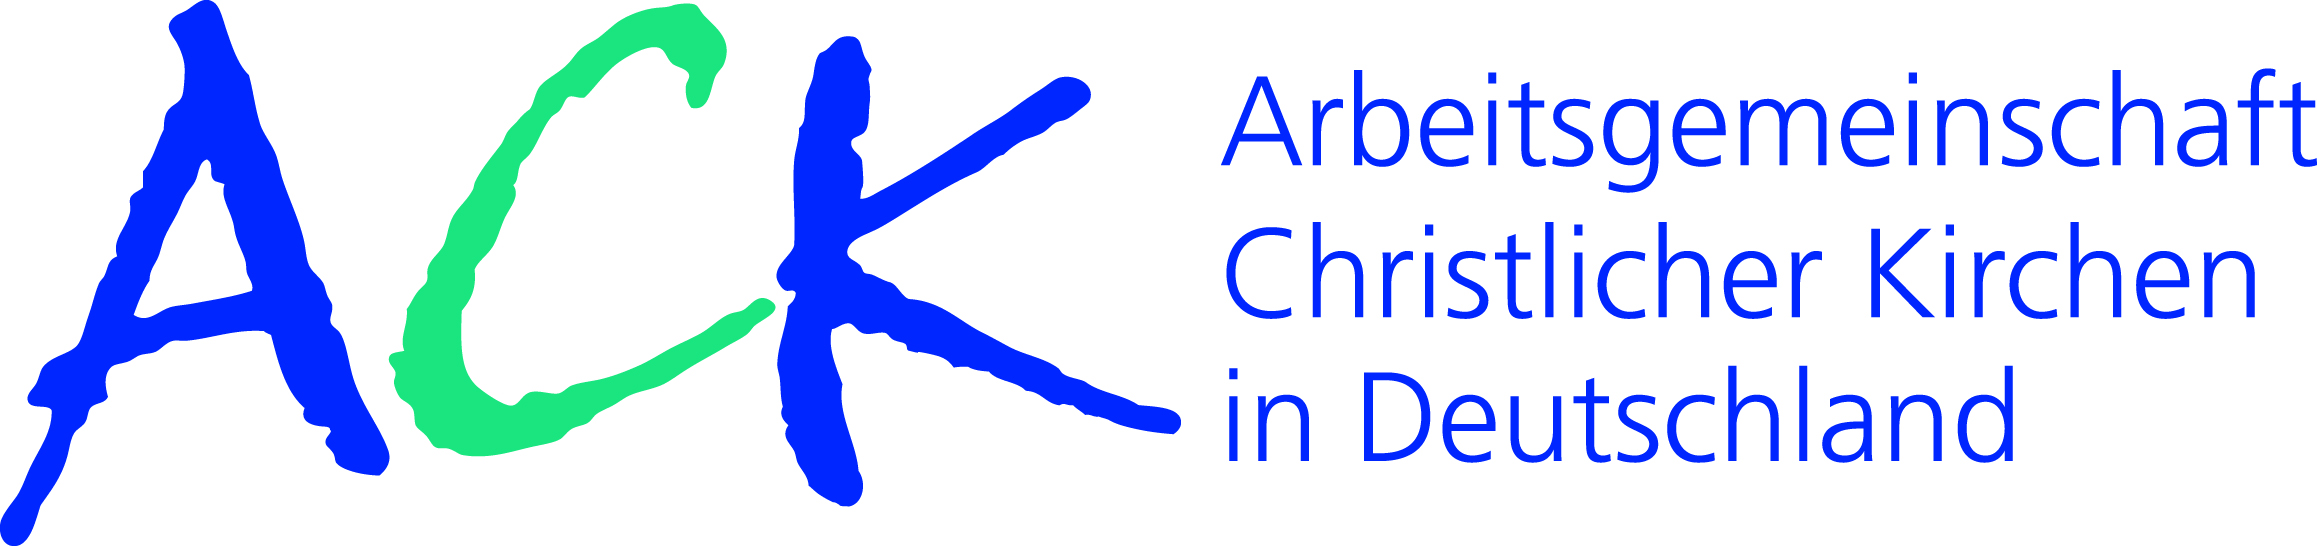 ACK
Arbeitsgemeinschaft
Christlicher Kirchen
in Deutschland